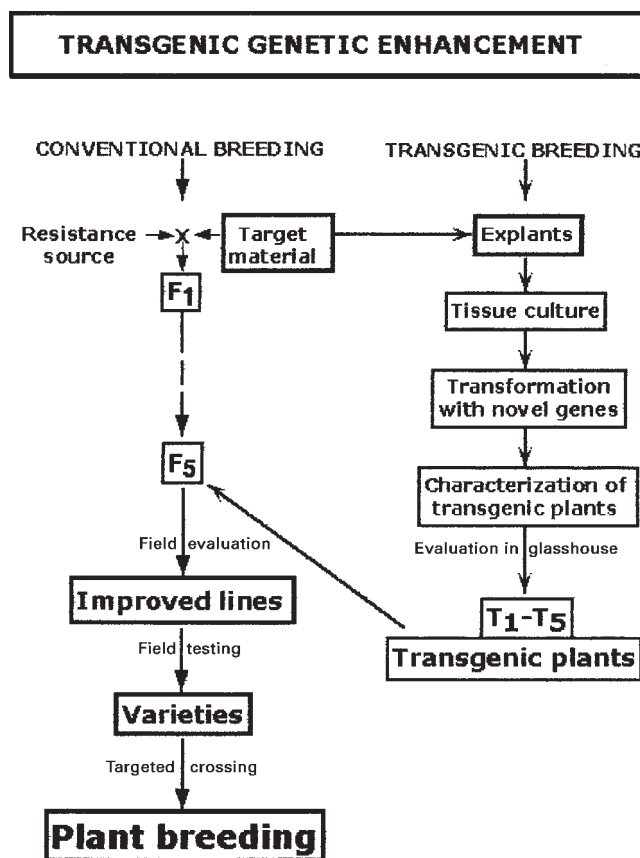 TRANSGENIC GENETIC ENHANCEMENT
CONVENTIONAL BREEDING
TRANSGENIC BREEDING
Resistance
source
X
Target
material
Explants
F1
Tissue culture
Transformation
with novel genes
F5
Characterization of
transgenic plants
Field evaluation
Evaluation in glasshouse
Improved lines
T1-T5
Transgenic plants
Field testing
Varieties
Targeted crossing
Plant breeding